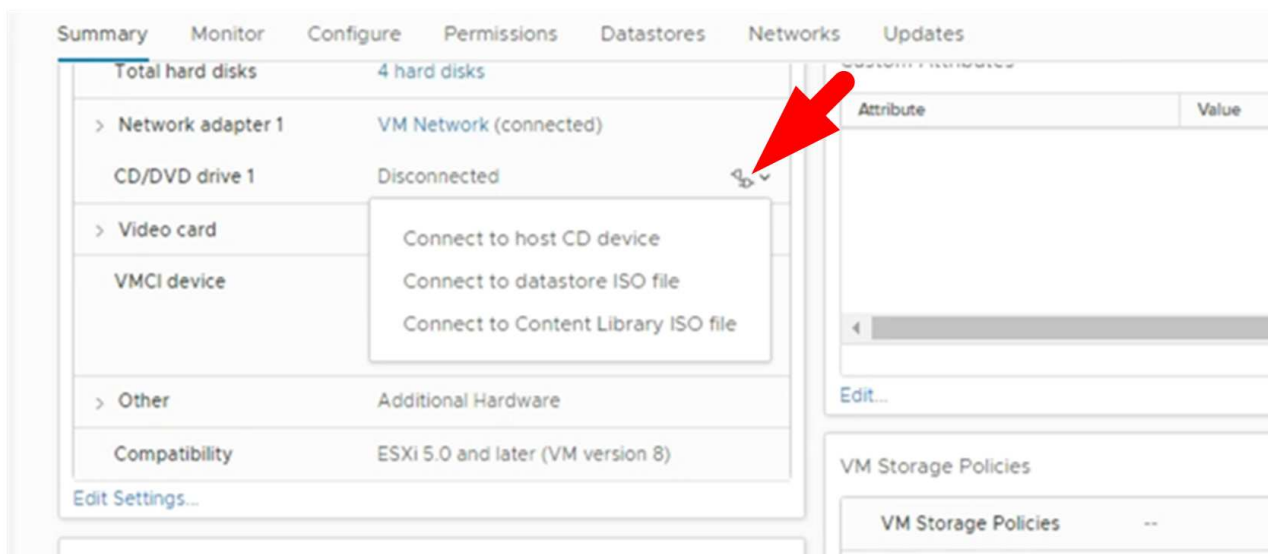 Summary Monitor Configure Permissions Datastores Networks Updates
Total hard disks 4 hard disks
Network adapter 1 VM Network (connected)
CD/DVD drive 1 Disconnected
Video card
Connect to host CD device
VMCI device
Connect to datastore ISO file
Connect to Content Library ISO file
Other Additional Hardware
Compatibility ESXi 5.0 and later (VM version 8)
Edit Settings...
Custom Attributes
Attribute Value
Edit...
VM Storage Policies
VM Storage Policies --